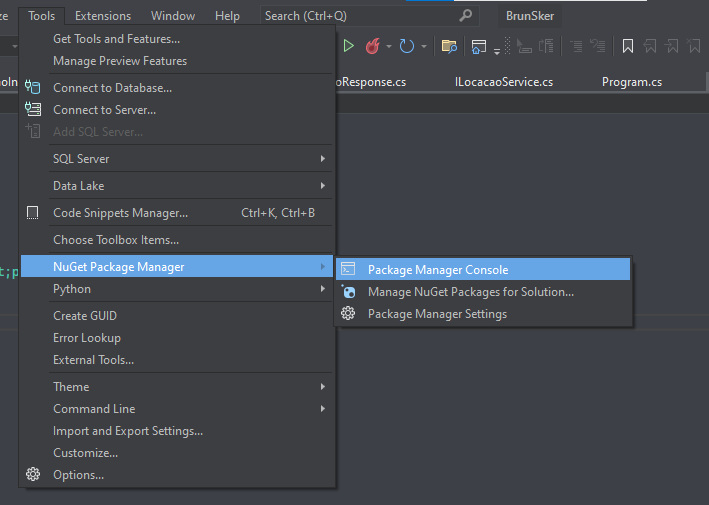 Tools Extensions Window Help Search (Ctrl+Q) BrunSker
Get Tools and Features...
Manage Preview Features
oResponse.cs ILocacaoService.cs Program.cs
Connect to Database...
Connect to Server...
Add SQL Server...
SQL Server
Data Lake
Code Snippets Manager... Ctrl+K, Ctrl+B
Choose Toolbox Items...
NuGet Package Manager
Package Manager Console
Python
Manage NuGet Packages for Solution...
Package Manager Settings
Create GUID
Error Lookup
External Tools...
Theme
Command Line
Import and Export Settings...
Customize...
Options...